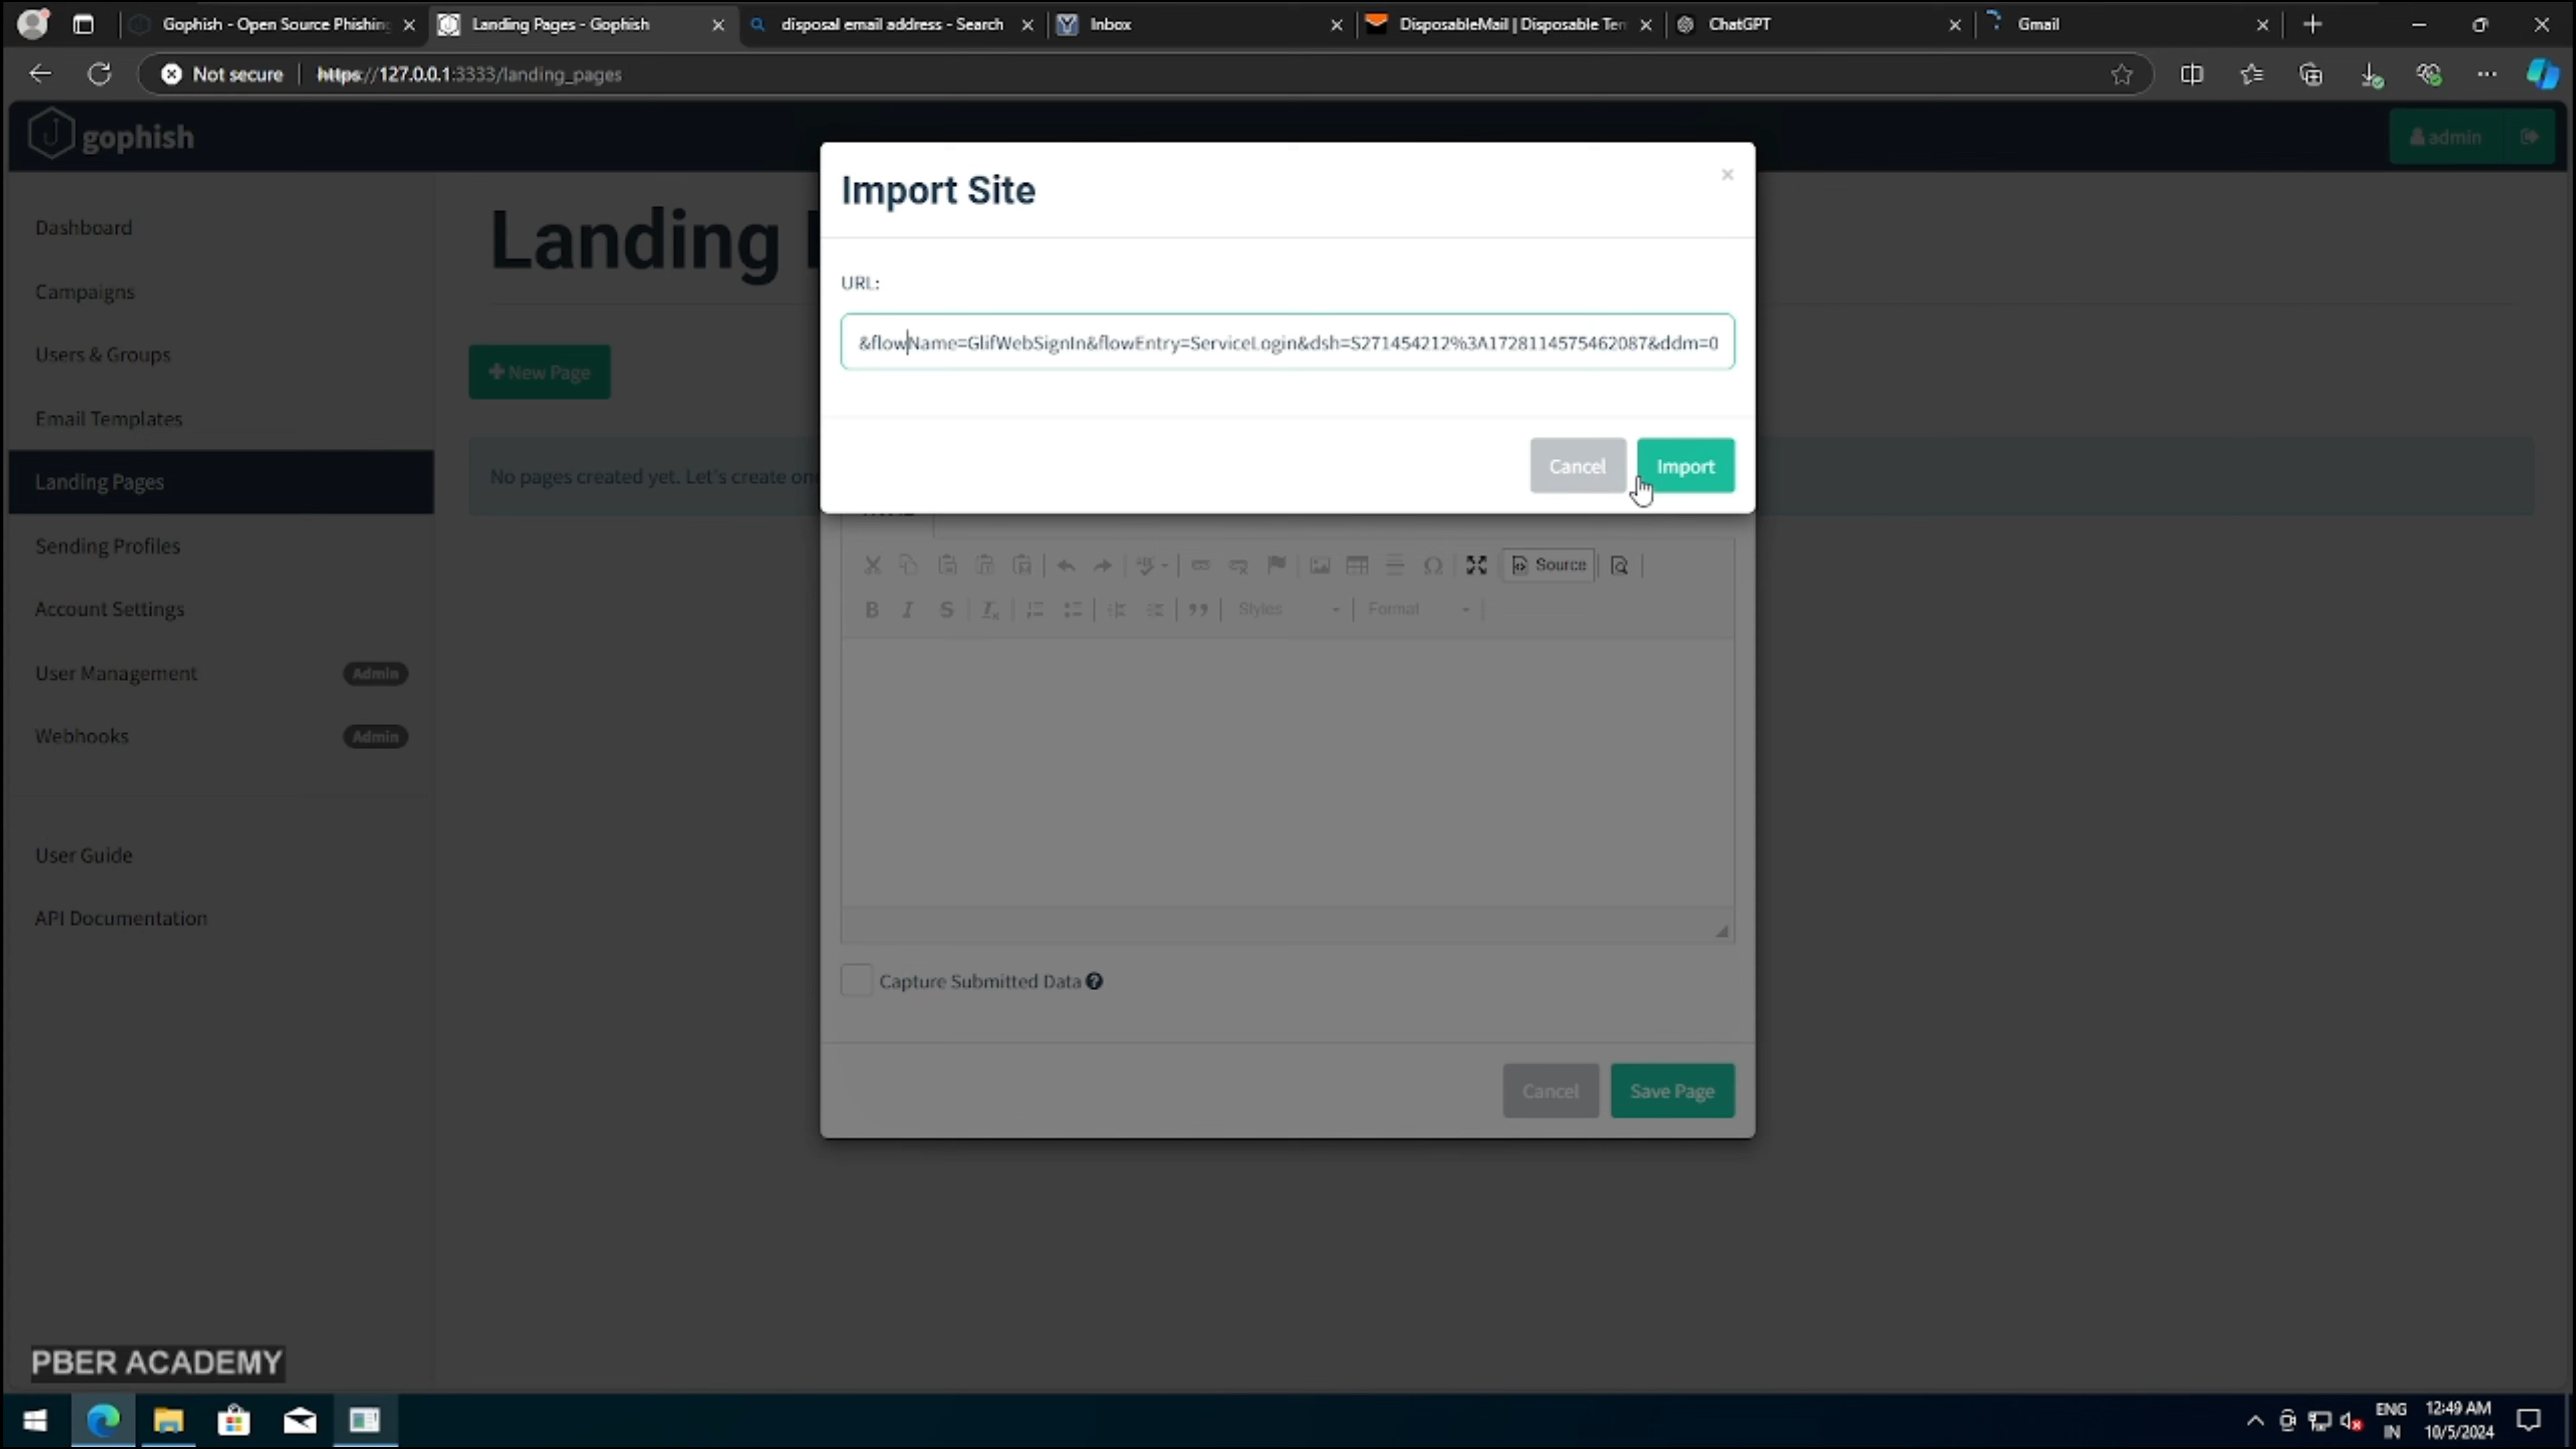 Gophish - Open Source Phishing
Landing Pages - Gophish
disposal email address - Search
Inbox
DisposableMail | Disposable Ten
ChatGPT
Gmail
Not secure
https://127.0.0.1:3333/landing_pages
gophish
admin
Import Site
×
Dashboard
Landing
URL:
Campaigns
&flowName=GlifWebSignIn&flowEntry=ServiceLogin&dsh=S271454212%3A1728114575462087&ddm=0
Users & Groups
New Page
Email Templates
Cancel
Import
Landing Pages
No pages created yet. Let's create one
Sending Profiles
Source
Account Settings
B
I
S
Styles
Format
User Management
Admin
Webhooks
Admin
User Guide
API Documentation
Capture Submitted Data
Cancel
Save Page
PBER ACADEMY
ENG
IN
12:49 AM
10/5/2024